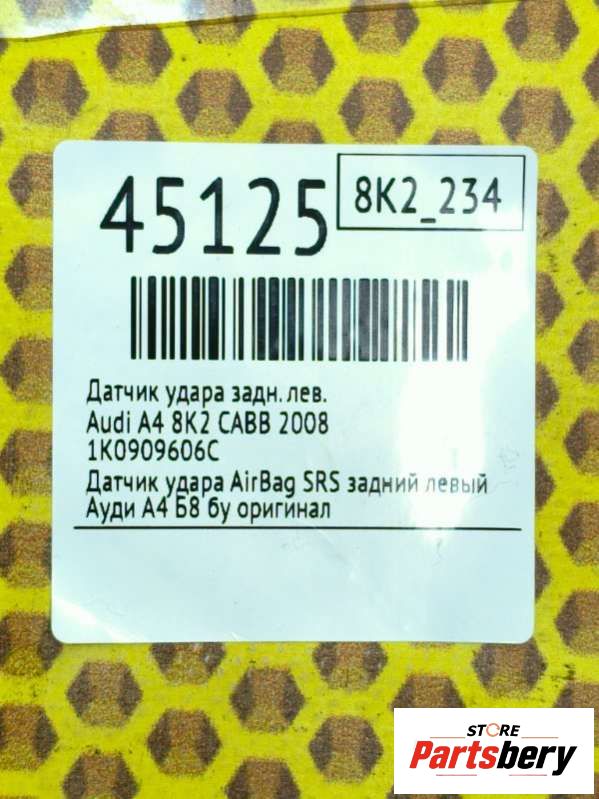 45125
8K2_234
Датчик удара задн. лев.
Audi A4 8K2 CABB 2008
1K0909606C
Датчик удара AirBag SRS задний левый
Ауди А4 Б8 бу оригинал
STORE
Partsbery